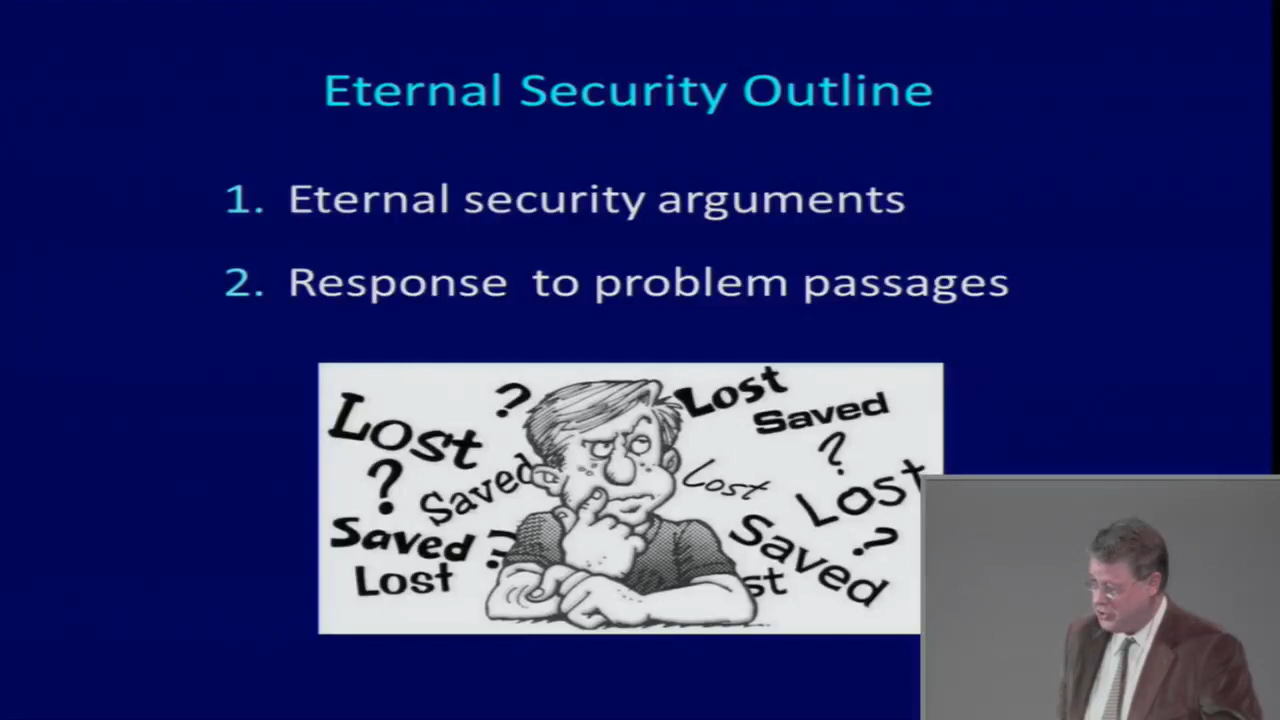 Eternal Security Outline
1. Eternal security arguments
2. Response to problem passages
Lost
?
Lost
Saved
?
Saved
?
Lost
Lost
Saved
?
Saved
?
Lost
st